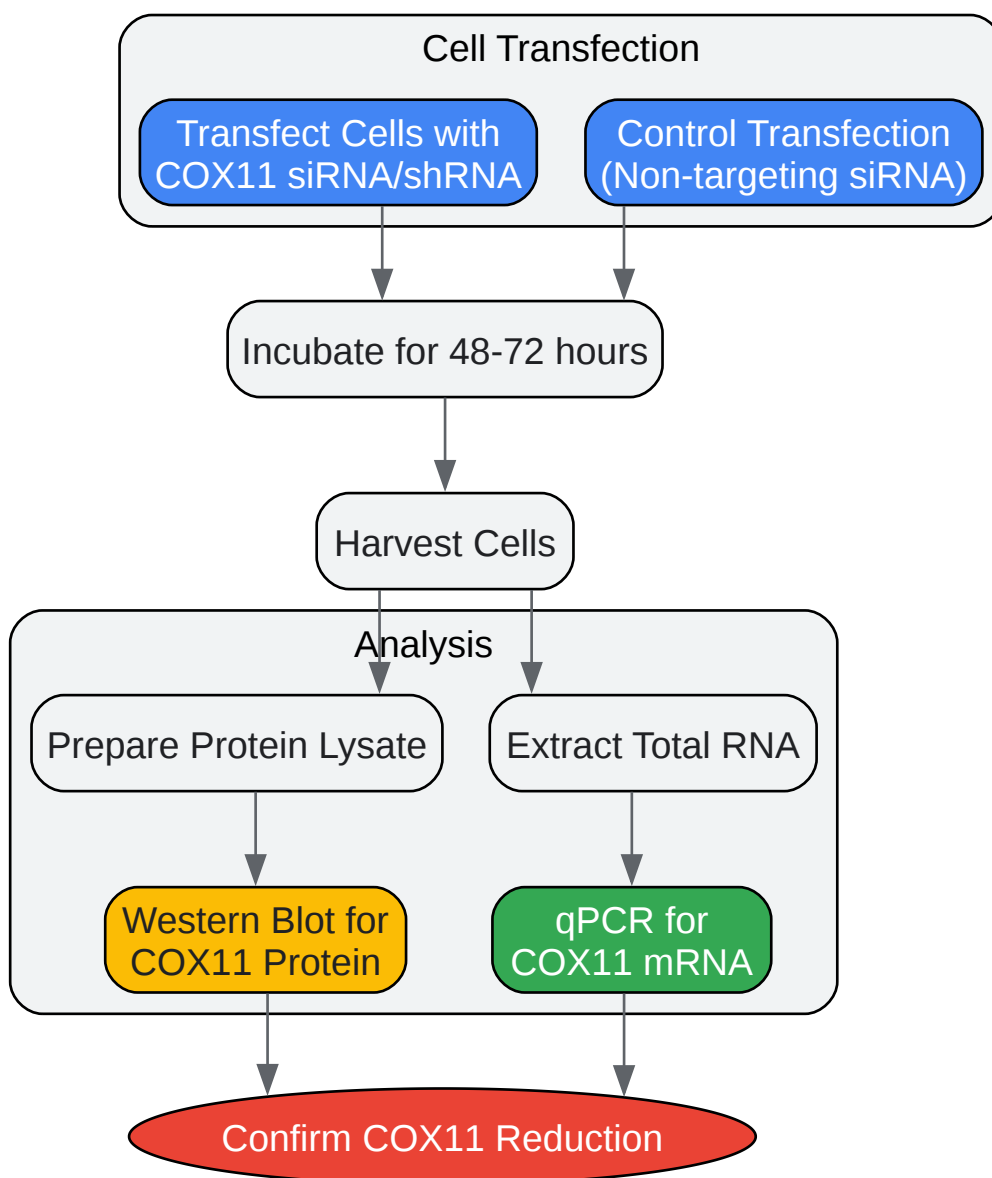 Cell Transfection
Transfect Cells with
COX11 siRNA/shRNA
Control Transfection
(Non-targeting siRNA)
Incubate for 48-72 hours
Harvest Cells
Analysis
Prepare Protein Lysate
Extract Total RNA
Western Blot for
COX11 Protein
qPCR for
COX11 mRNA
Confirm COX11 Reduction